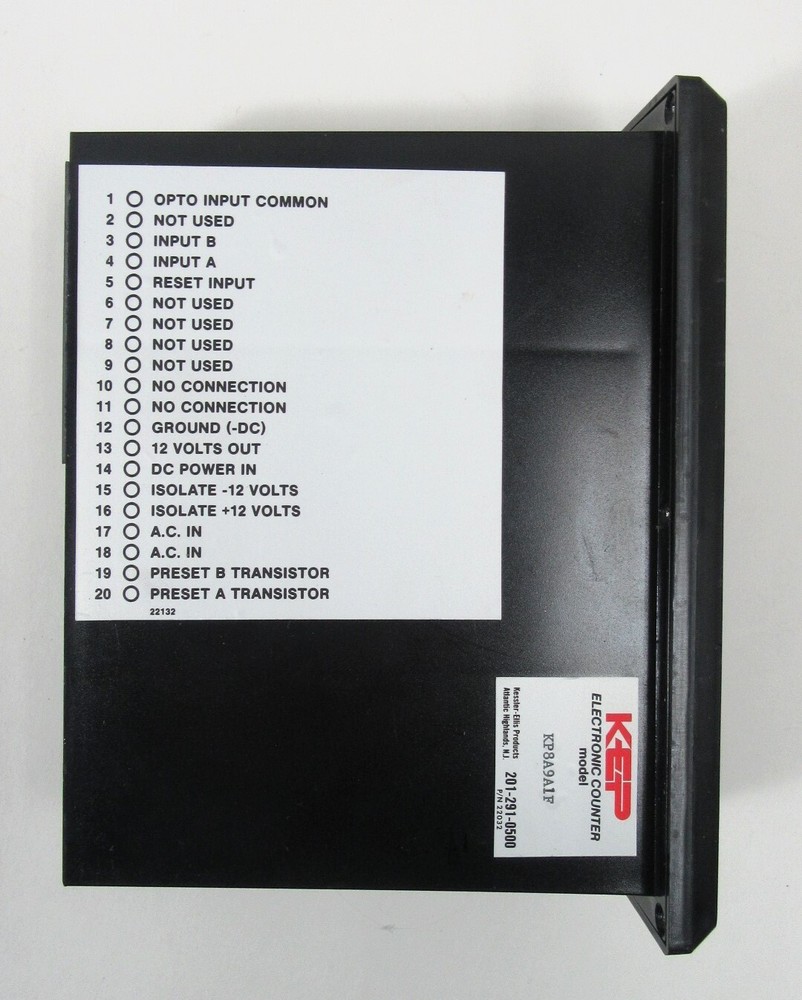 1 OPTO INPUT COMMON
2 NOT USED
3 INPUT B
4 INPUT A
5 RESET INPUT
6 NOT USED
7 NOT USED
8 NOT USED
9 NOT USED
10 NO CONNECTION
11 NO CONNECTION
12 GROUND (-DC)
13 12 VOLTS OUT
14 DC POWER IN
15 ISOLATE -12 VOLTS
16 ISOLATE +12 VOLTS
17 A.C. IN
18 A.C. IN
19 PRESET B TRANSISTOR
20 PRESET A TRANSISTOR
22132
KEP
ELECTRONIC COUNTER
model
KP8A9A1F
Kessler-Ellis Products
Atlantic Highlands, N.J.
201-291-0500
P/N 22032